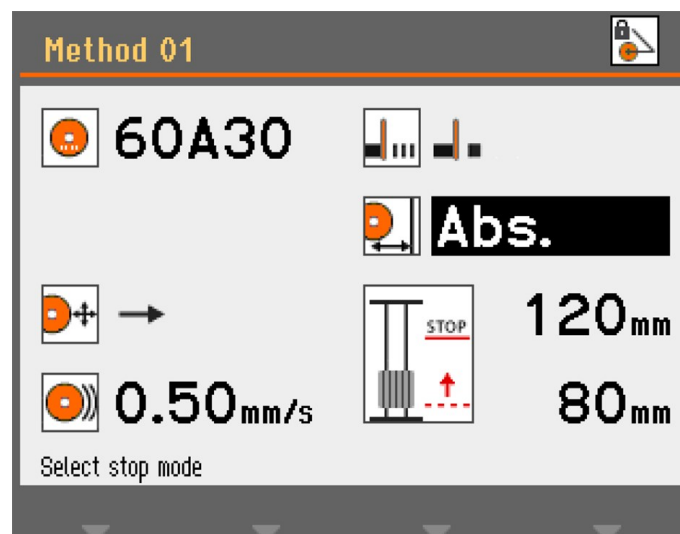 Method 01
60A30
Abs.
STOP
120mm
0.50mm/s
80mm
Select stop mode